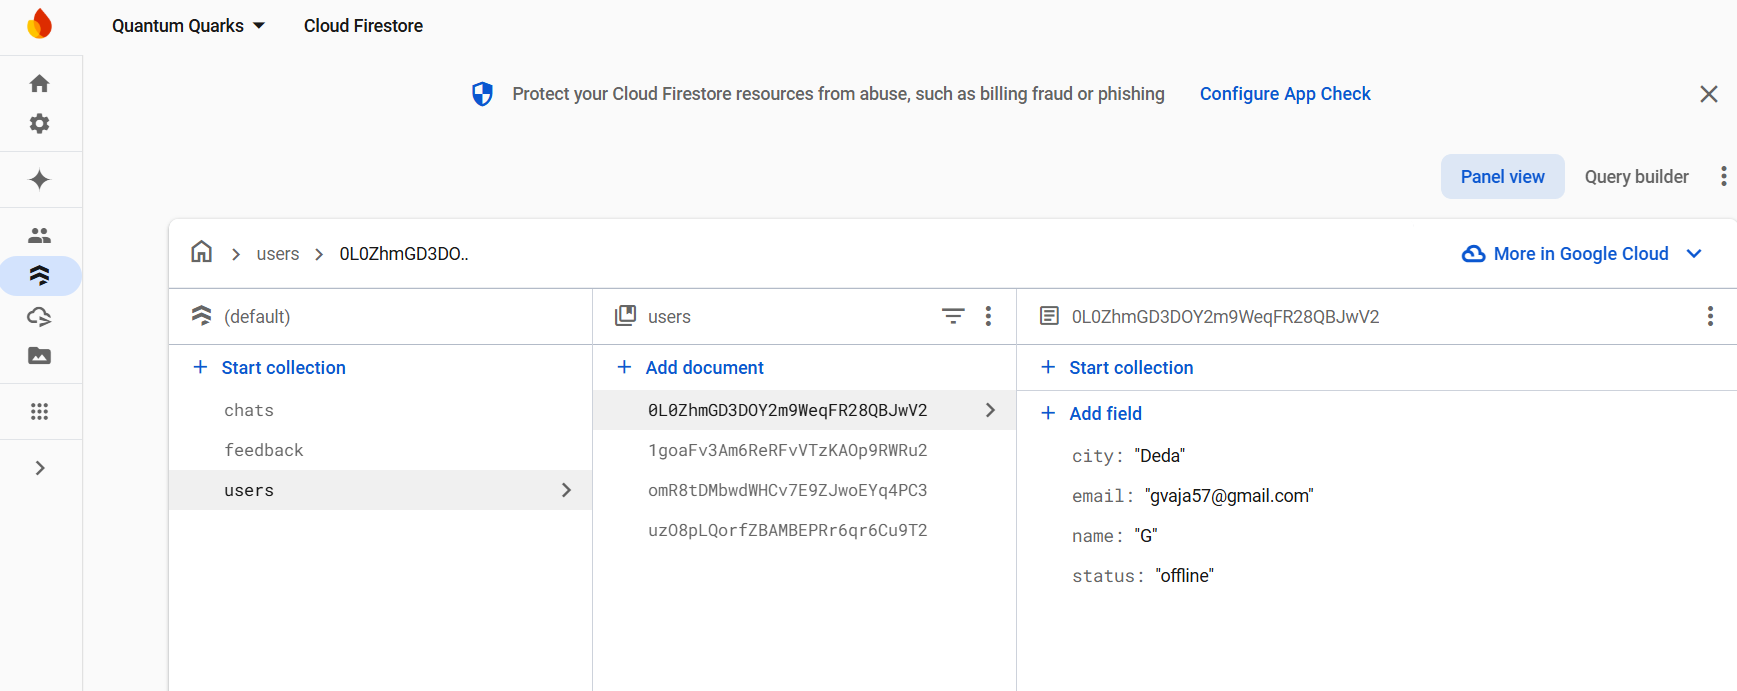 Quantum Quarks
Cloud Firestore
Protect your Cloud Firestore resources from abuse, such as billing fraud or phishing
Configure App Check
Panel view
Query builder
users
0L0ZhmGD3DO..
More in Google Cloud
(default)
users
0L0ZhmGD3DOY2m9WeqFR28QBJwV2
+ Start collection
+ Add document
+ Start collection
chats
feedback
users
0L0ZhmGD3DOY2m9WeqFR28QBJwV2
1goaFv3Am6ReRFvVTzKAOp9RWRu2
omR8tDMbwdWHCv7E9ZJwoEYq4PC3
uzO8pLQorfZBAMBEPRr6qr6Cu9T2
+ Add field
city: "Deda"
email: "gvaja57@gmail.com"
name: "G"
status: "offline"